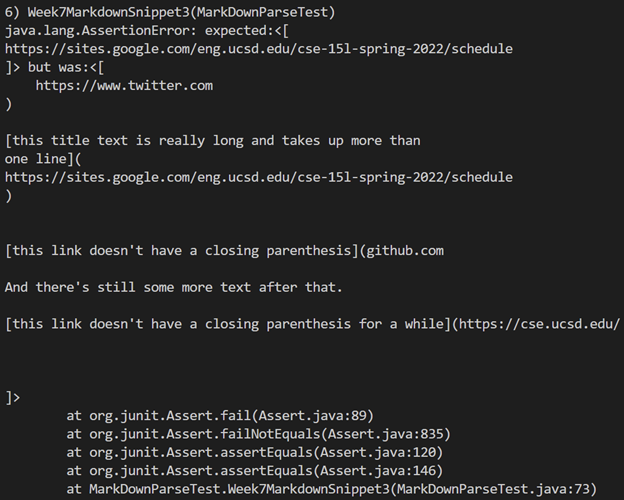 6) Week7MarkdownSnippet3(MarkDownParseTest)
java.lang.AssertionError: expected:<[
https://sites.google.com/eng.ucsd.edu/cse-15l-spring-2022/schedule
]> but was:<[
    https://www.twitter.com
)
[this title text is really long and takes up more than
one line](
https://sites.google.com/eng.ucsd.edu/cse-15l-spring-2022/schedule
)
[this link doesn't have a closing parenthesis](github.com
And there's still some more text after that.
[this link doesn't have a closing parenthesis for a while](https://cse.ucsd.edu/
]>
        at org.junit.Assert.fail(Assert.java:89)
        at org.junit.Assert.failNotEquals(Assert.java:835)
        at org.junit.Assert.assertEquals(Assert.java:120)
        at org.junit.Assert.assertEquals(Assert.java:146)
        at MarkDownParseTest.Week7MarkdownSnippet3(MarkDownParseTest.java:73)